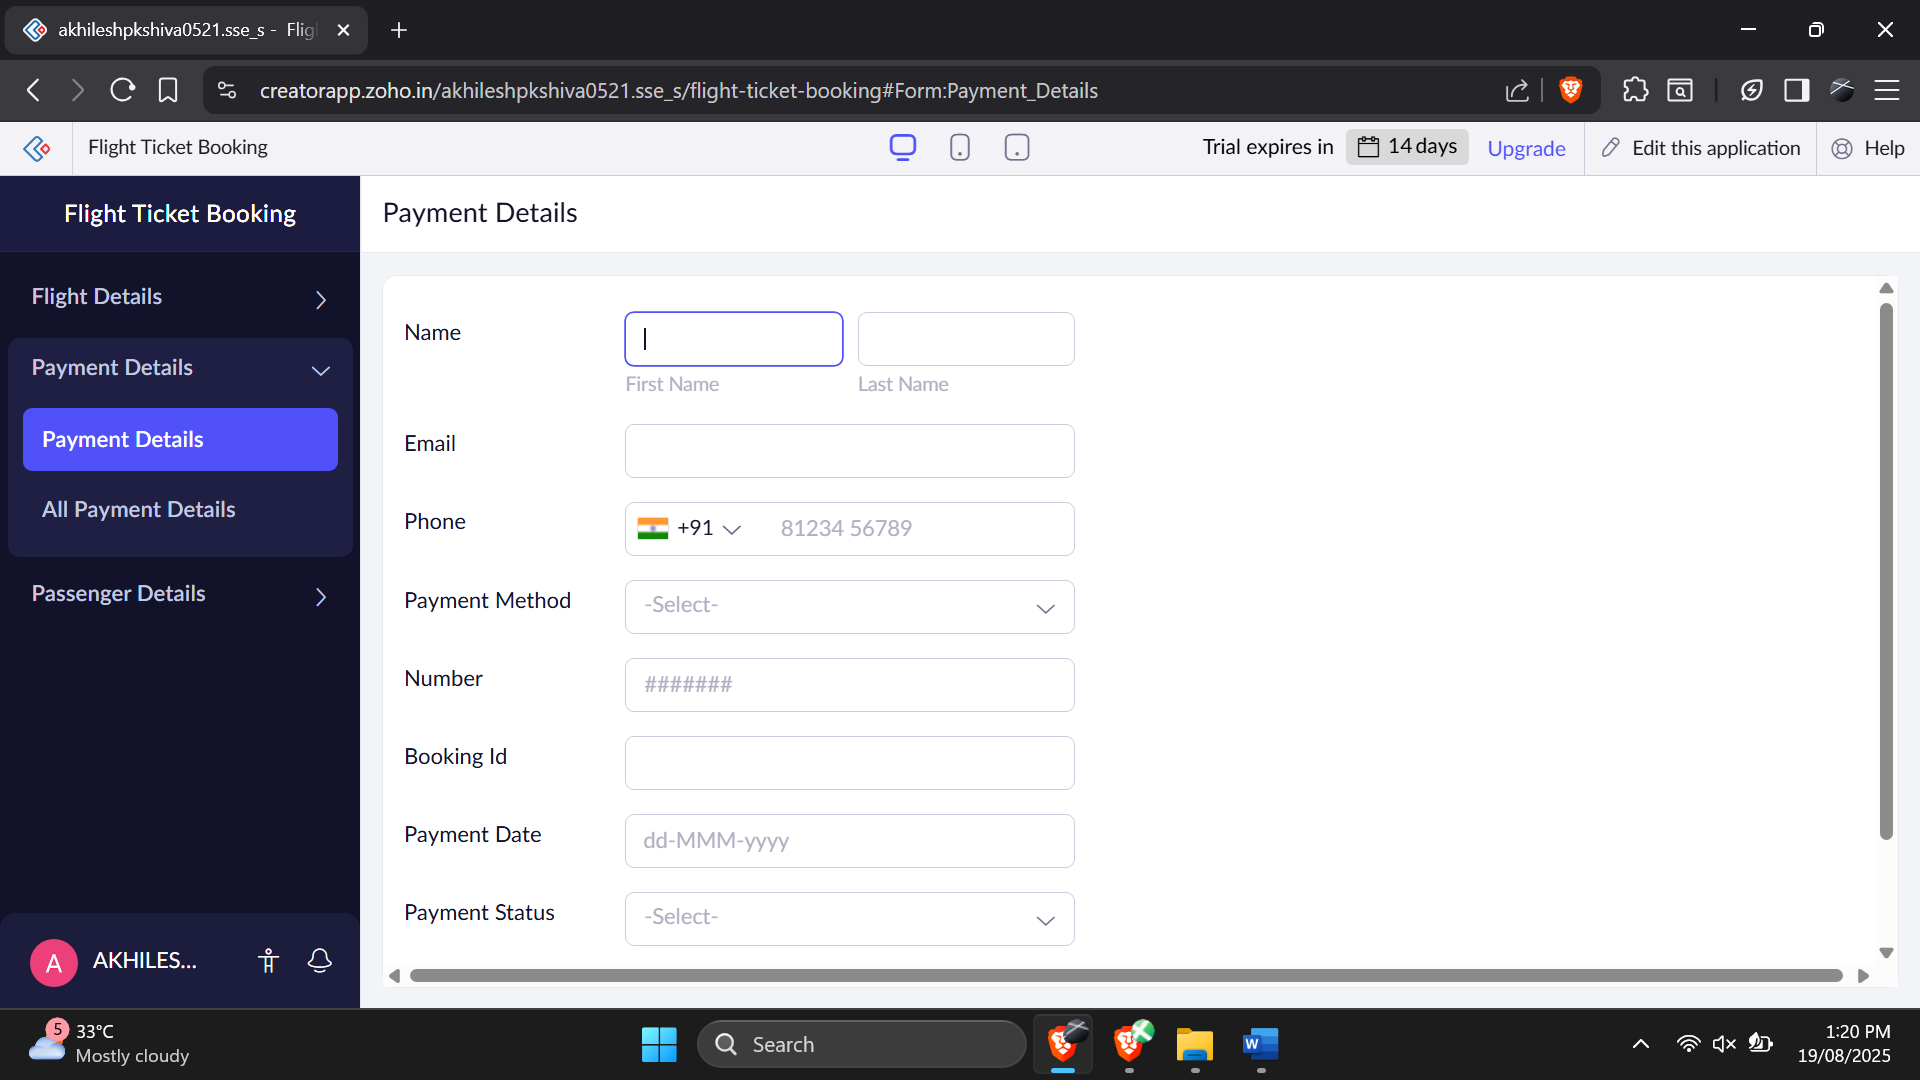 akhileshpkshiva0521.sse_s - Flig
creatorapp.zoho.in/akhileshpkshiva0521.sse_s/flight-ticket-booking#Form:Payment_Details
Flight Ticket Booking
Trial expires in
14 days
Upgrade
Edit this application
Help
Flight Ticket Booking
Flight Details
Payment Details
Payment Details
All Payment Details
Passenger Details
AKHILES...
A
Payment Details
Name
First Name
Last Name
Email
Phone
+91
81234 56789
Payment Method
-Select-
Number
#######
Booking Id
Payment Date
dd-MMM-yyyy
Payment Status
-Select-
5
33°C
Mostly cloudy
Search
W
1:20 PM
19/08/2025